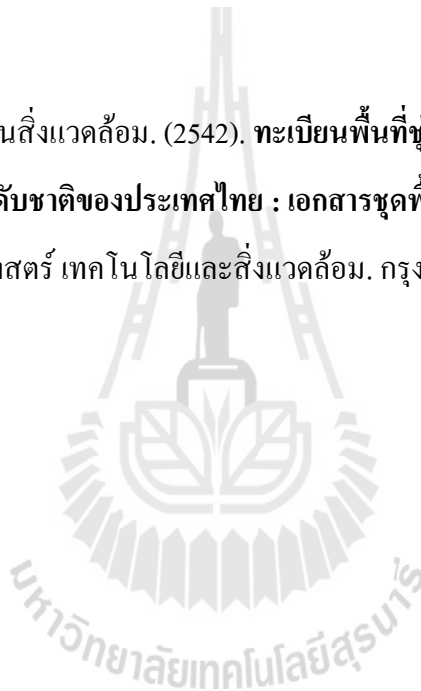 นสิ่งแวดล้อม. (2542). ทะเบียนพื้นที่ชุ่
ดับชาติของประเทศไทย : เอกสารชุดพื้
าสตร์ เทคโนโลยีและสิ่งแวดล้อม. กรุง
มหาวิทยาลัยเทคโนโลยีสุรนารี